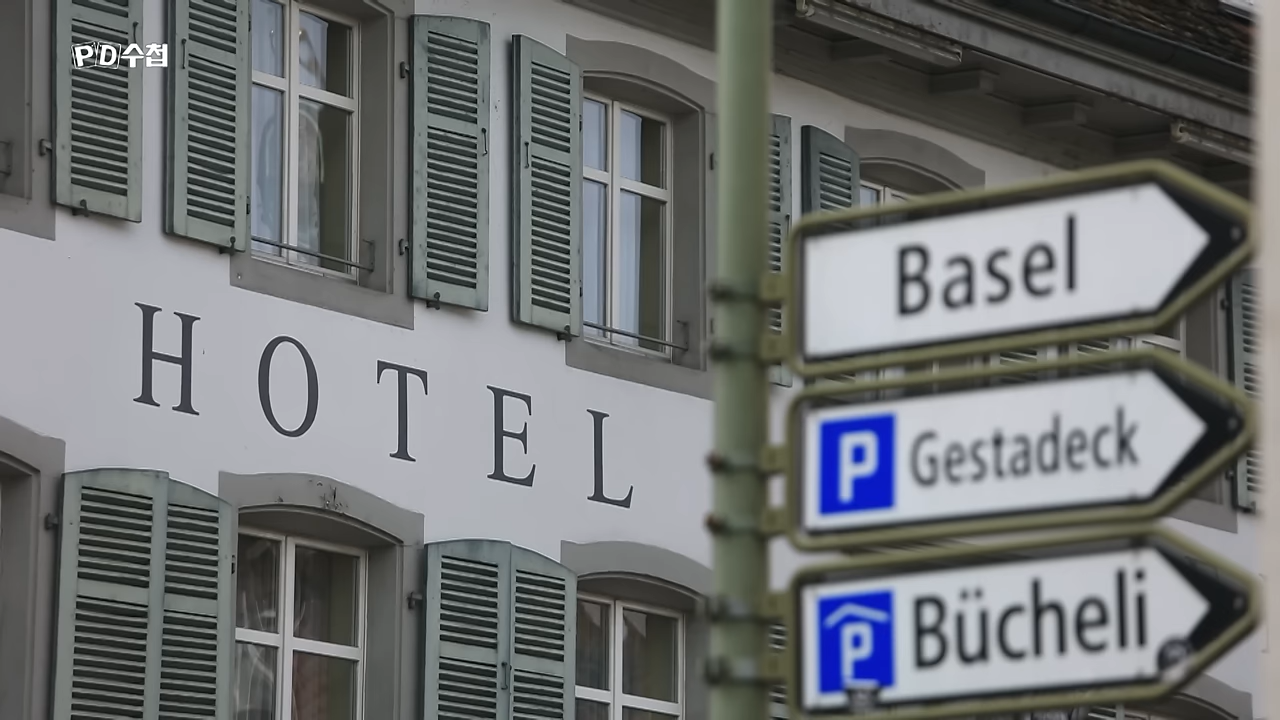 PD수첩
HOTEL
Basel
P Gestadeck
P Bücheli